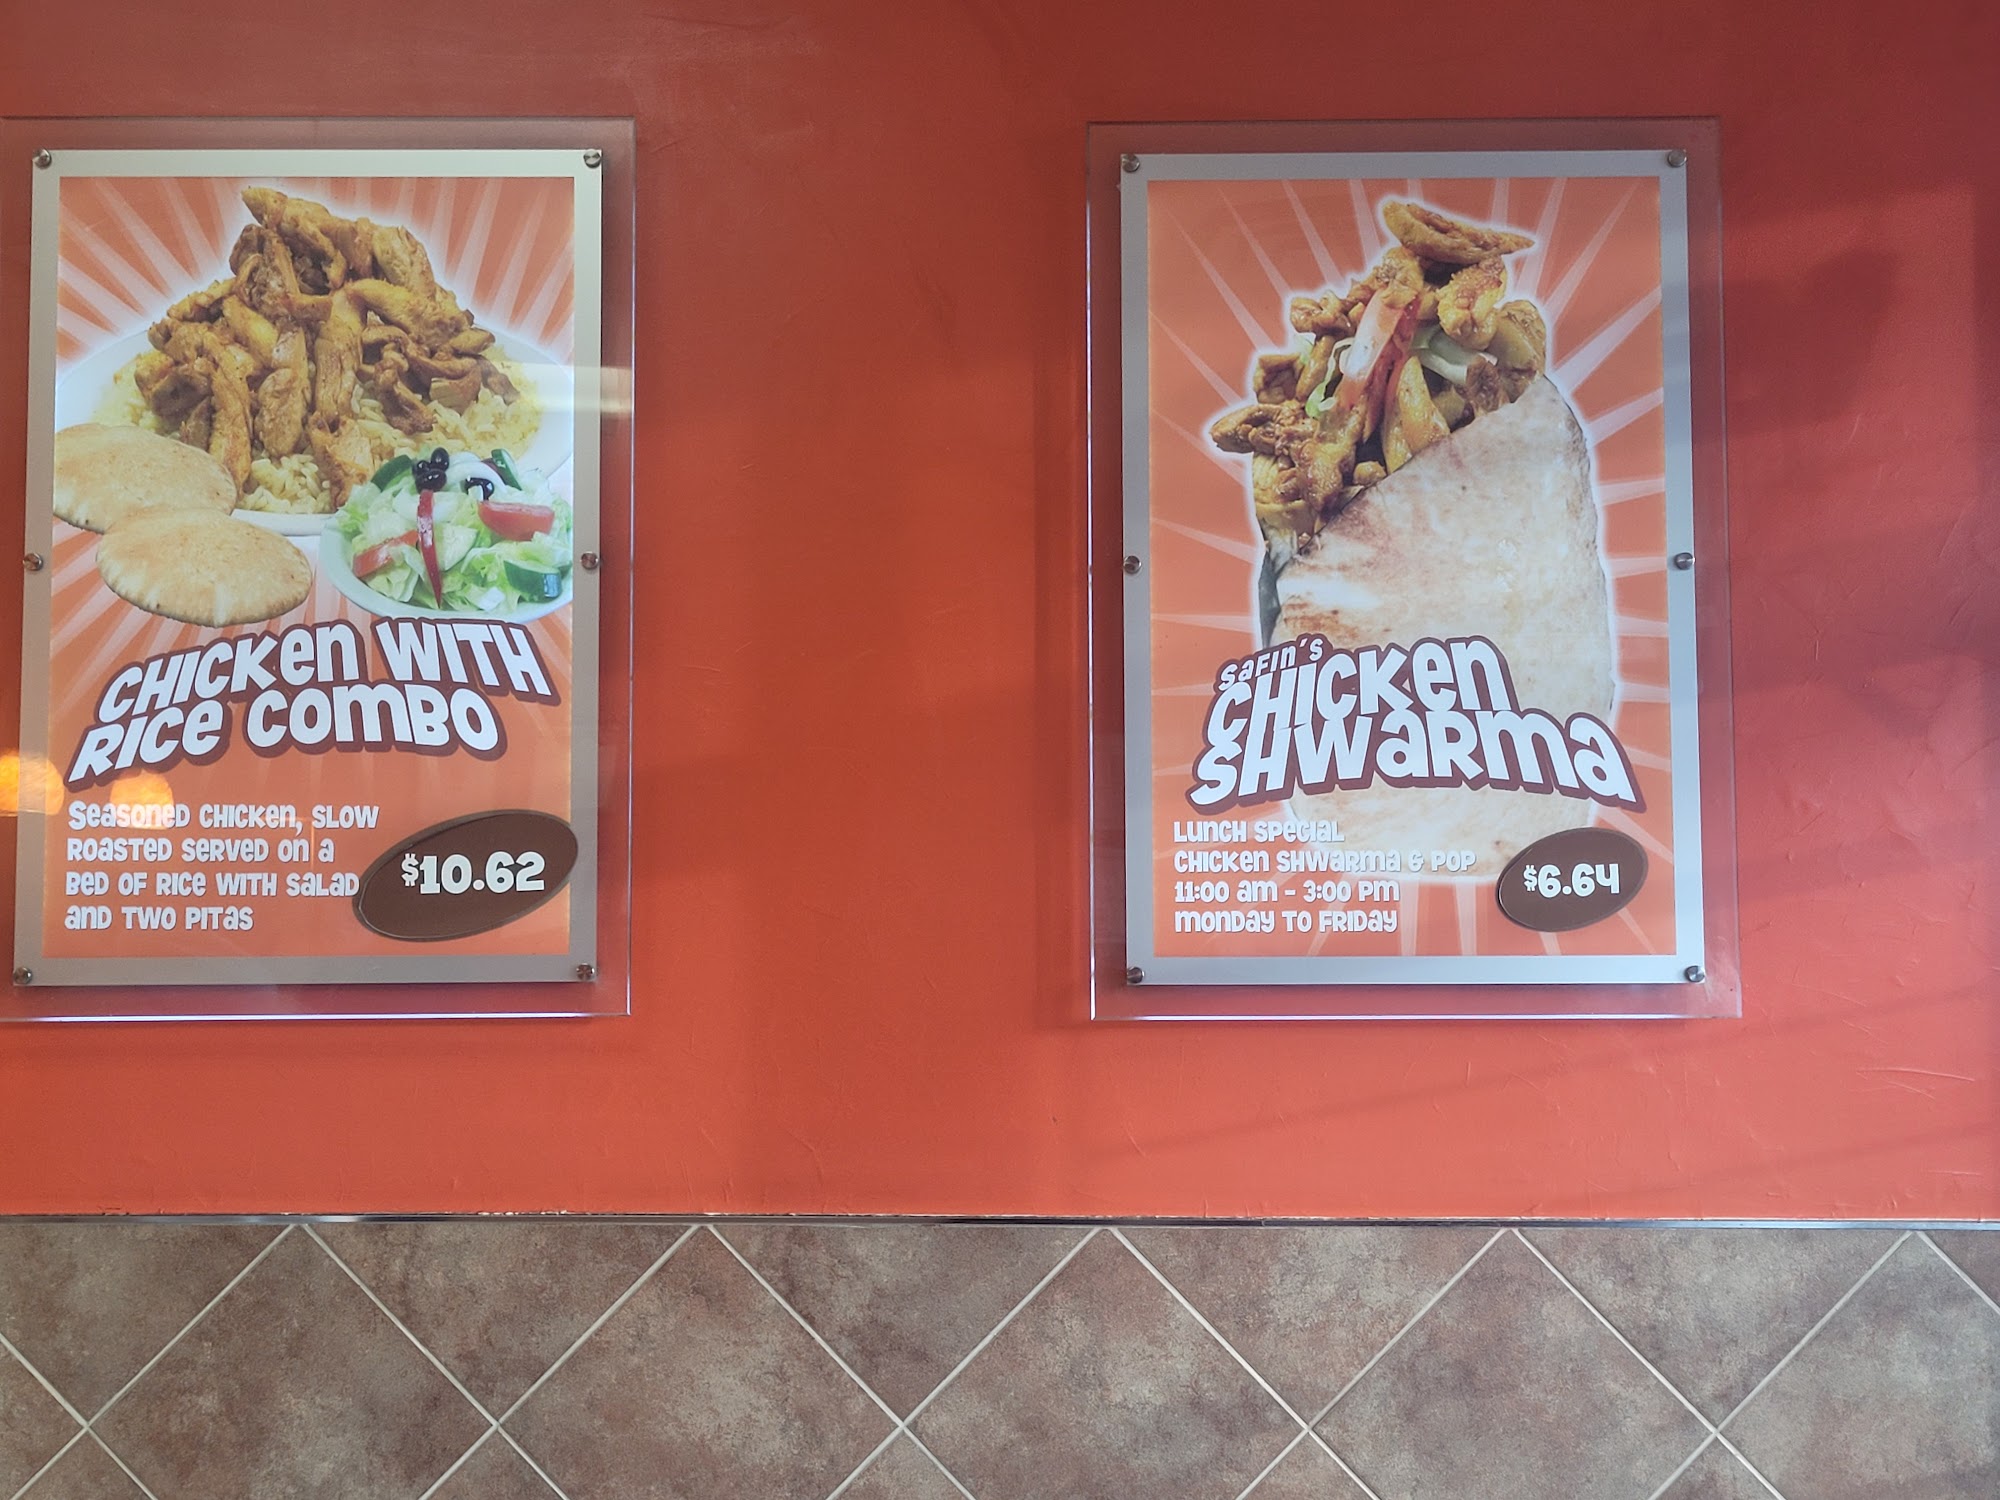 CHICKEN WITH
RICE COMBO
SEASONED CHICKEN, SLOW
ROASTED SERVED ON A
BED OF RICE WITH SALAD
AND TWO PITAS
$10.62
SAFIN'S
CHICKEN
SHWARMA
LUNCH SPECIAL
CHICKEN SHWARMA & POP
11:00 AM - 3:00 PM
MONDAY TO FRIDAY
$6.64